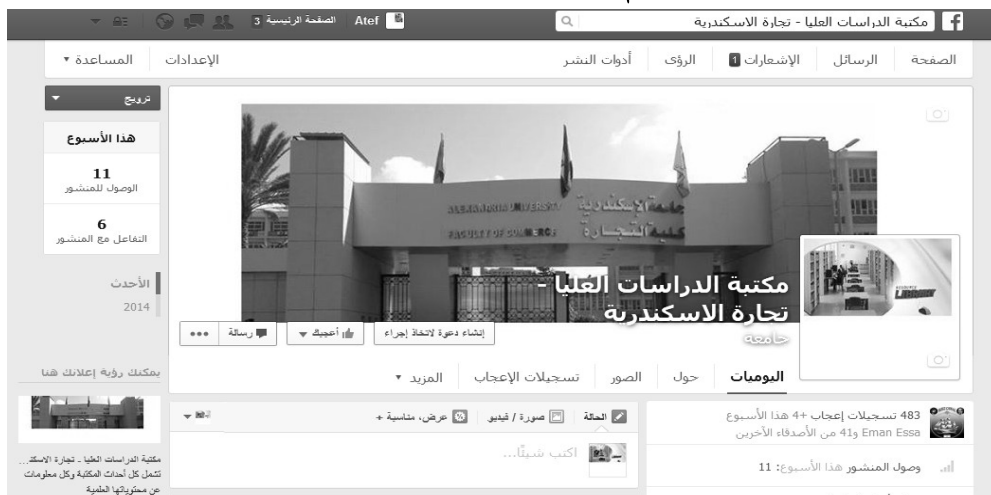 مكتبة الدراسات العليا - تجارة الاسكندرية
Atef الصفحة الرئيسية 3
الصفحة الرسائل الإشعارات 1 الرؤى أدوات النشر الإعدادات المساعدة
ترويج
هذا الأسبوع
11
الوصول للمنشور
6
التفاعل مع المنشور
الأحدث
2014
ALEXANDRIA UNIVERSITY جامعة الإسكندرية
FACULTY OF COMMERCE كلية التجارة
LIBRARY
مكتبة الدراسات العليا -
تجارة الاسكندرية
جامعة
إنشاء دعوة لاتخاذ إجراء أعجبك رسالة
اليوميات حول الصور تسجيلات الإعجاب المزيد
483 تسجيلات إعجاب +4 هذا الأسبوع
Eman Essa و41 من الأصدقاء الآخرين
وصول المنشور هذا الأسبوع: 11
الحالة صورة / فيديو عرض، مناسبة +
اكتب شيئًا...
يمكنك رؤية إعلانك هنا
مكتبة الدراسات العليا - تجارة الاسكند...
تشمل كل أحداث المكتبة وكل معلومات
عن محتوياتها العلمية